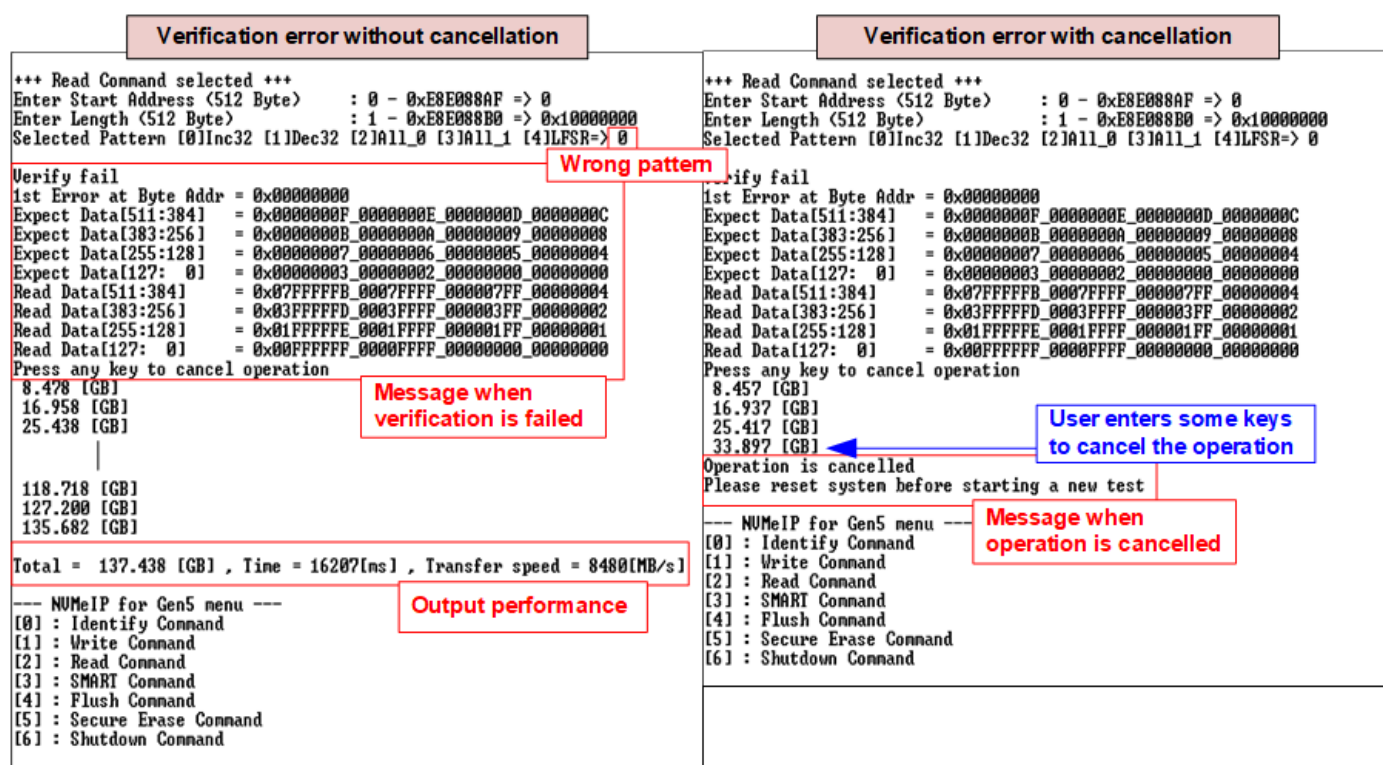 Verification error without cancellation
+++ Read Command selected +++
Enter Start Address (512 Byte)      : 0 - 0xE8E088AF => 0
Enter Length (512 Byte)             : 1 - 0xE8E088B0 => 0x10000000
Selected Pattern [0]Inc32 [1]Dec32 [2]All_0 [3]All_1 [4]LFSR=> 0
Wrong pattern
Verify fail
1st Error at Byte Addr = 0x00000000
Expect Data[511:384]   = 0x0000000F_0000000E_0000000D_0000000C
Expect Data[383:256]   = 0x0000000B_0000000A_00000009_00000008
Expect Data[255:128]   = 0x00000007_00000006_00000005_00000004
Expect Data[127:  0]   = 0x00000003_00000002_00000000_00000000
Read Data[511:384]     = 0x07FFFFFB_0007FFFF_000007FF_00000004
Read Data[383:256]     = 0x03FFFFFD_0003FFFF_000003FF_00000002
Read Data[255:128]     = 0x01FFFFFE_0001FFFF_000001FF_00000001
Read Data[127:  0]     = 0x00FFFFFF_0000FFFF_00000000_00000000
Press any key to cancel operation
8.478 [GB]
16.958 [GB]
25.438 [GB]
Message when
verification is failed
118.718 [GB]
127.200 [GB]
135.682 [GB]
Total =  137.438 [GB] , Time = 16207[ms] , Transfer speed = 8480[MB/s]
Output performance
--- NVMeIP for Gen5 menu ---
[0] : Identify Command
[1] : Write Command
[2] : Read Command
[3] : SMART Command
[4] : Flush Command
[5] : Secure Erase Command
[6] : Shutdown Command
Verification error with cancellation
+++ Read Command selected +++
Enter Start Address (512 Byte)      : 0 - 0xE8E088AF => 0
Enter Length (512 Byte)             : 1 - 0xE8E088B0 => 0x10000000
Selected Pattern [0]Inc32 [1]Dec32 [2]All_0 [3]All_1 [4]LFSR=> 0
fail
1st Error at Byte Addr = 0x00000000
Expect Data[511:384]   = 0x0000000F_0000000E_0000000D_0000000C
Expect Data[383:256]   = 0x0000000B_0000000A_00000009_00000008
Expect Data[255:128]   = 0x00000007_00000006_00000005_00000004
Expect Data[127:  0]   = 0x00000003_00000002_00000000_00000000
Read Data[511:384]     = 0x07FFFFFB_0007FFFF_000007FF_00000004
Read Data[383:256]     = 0x03FFFFFD_0003FFFF_000003FF_00000002
Read Data[255:128]     = 0x01FFFFFE_0001FFFF_000001FF_00000001
Read Data[127:  0]     = 0x00FFFFFF_0000FFFF_00000000_00000000
Press any key to cancel operation
8.457 [GB]
16.937 [GB]
25.417 [GB]
33.897 [GB]
User enters some keys
to cancel the operation
Operation is cancelled
Please reset system before starting a new test
Message when
operation is cancelled
--- NVMeIP for Gen5 menu ---
[0] : Identify Command
[1] : Write Command
[2] : Read Command
[3] : SMART Command
[4] : Flush Command
[5] : Secure Erase Command
[6] : Shutdown Command